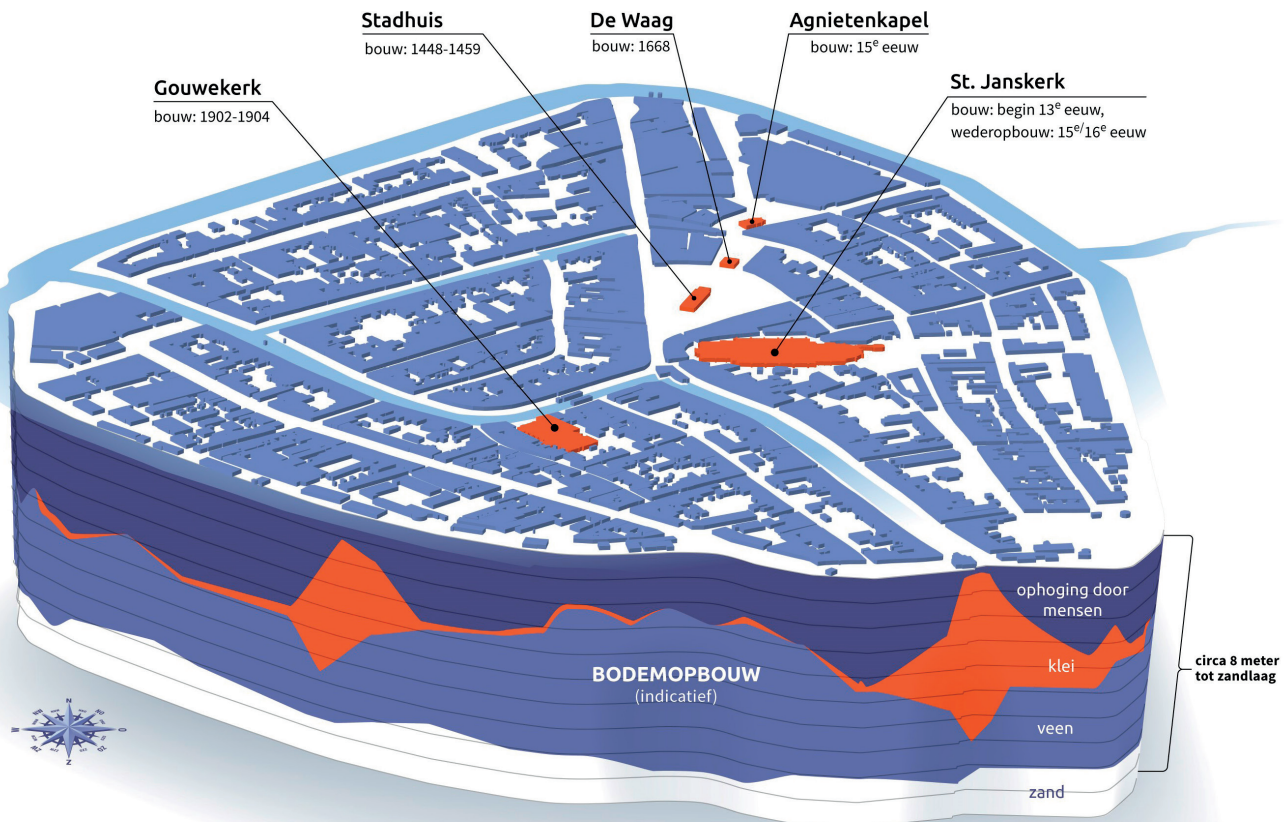 Stadhuis
bouw: 1448-1459
De Waag
bouw: 1668
Agnietenkapel
bouw: 15e eeuw
Gouwekerk
bouw: 1902-1904
St. Janskerk
bouw: begin 13e eeuw,
wederopbouw: 15e/16e eeuw
ophoging door
mensen
klei
circa 8 meter
tot zandlaag
BODEMOPBOUW
(indicatief)
veen
zand
N
W
O
Z